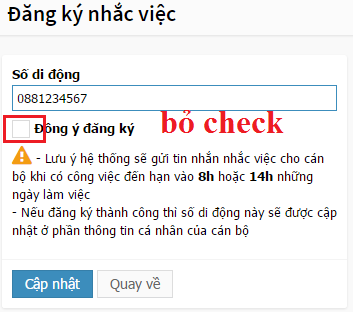 Đăng ký nhắc việc
Số di động
0881234567
Đồng ý đăng ký
bỏ check
- Lưu ý hệ thống sẽ gửi tin nhắn nhắc việc cho cán
bộ khi có công việc đến hạn vào 8h hoặc 14h những
ngày làm việc
- Nếu đăng ký thành công thì số di động này sẽ được cập
nhật ở phần thông tin cá nhân của cán bộ
Cập nhật
Quay về